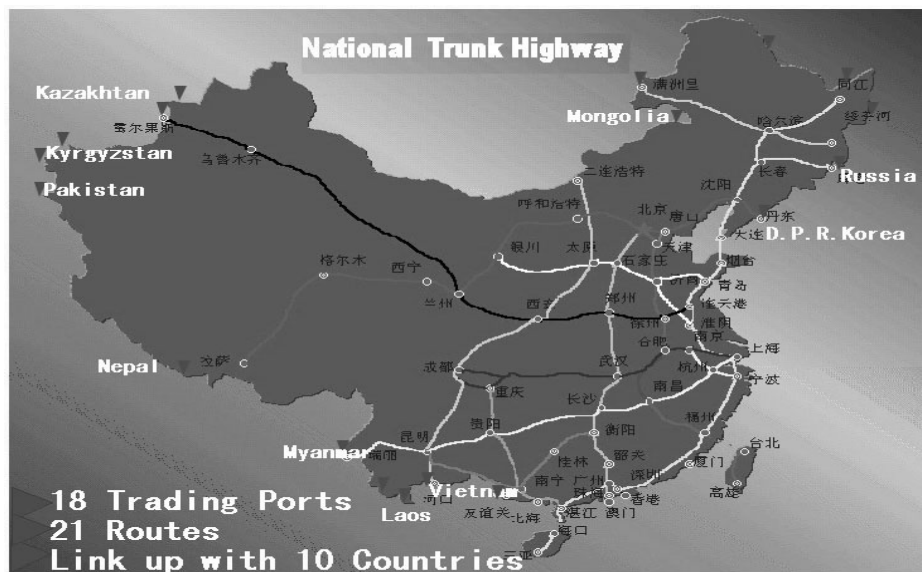 National Trunk Highway
满洲里
同江
Kazakhtan
绥芬河
Mongolia
哈尔滨
霍尔果斯
Kyrgyzstan
乌鲁木齐
长春
二连浩特
沈阳
Russia
Pakistan
呼和浩特
北京
唐山
丹东
大连
D.P.R.Korea
银川
太原
石家庄
天津
格尔木
西宁
济南
烟台
青岛
兰州
西安
郑州
徐州
连云港
淮阴
南京
合肥
上海
Nepal
拉萨
成都
武汉
杭州
宁波
重庆
南昌
长沙
贵阳
福州
昆明
衡阳
台北
Myanmar
瑞丽
桂林
韶关
厦门
18 Trading Ports
河口
Vietnam
南宁
广州
深圳
高雄
Laos
友谊关
北海
湛江
珠海
澳门
香港
21 Routes
海口
Link up with 10 Countries
三亚